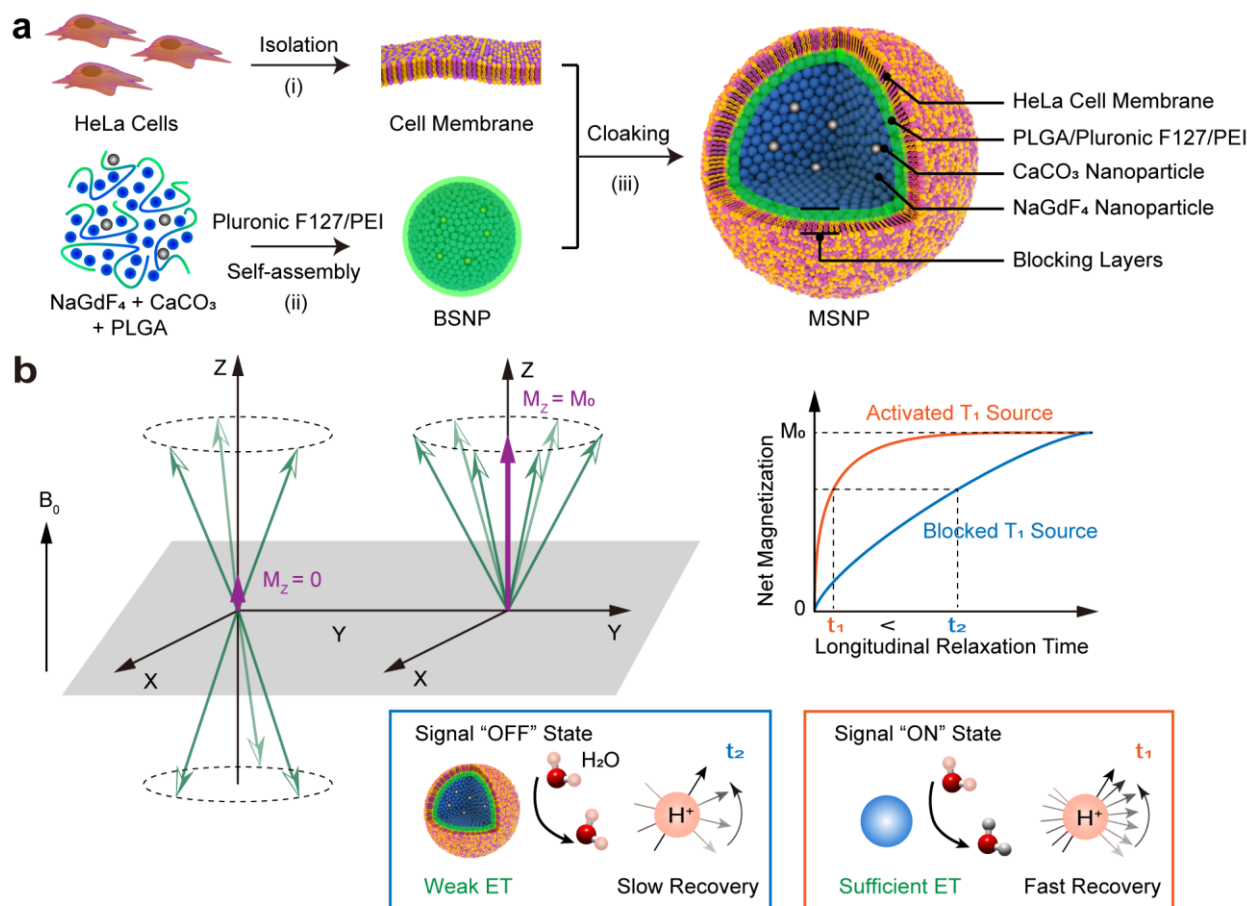 a
HeLa Cells
Isolation
(i)
Cell Membrane
NaGdF₄ + CaCO₃
+ PLGA
Pluronic F127/PEI
Self-assembly
(ii)
BSNP
Cloaking
(iii)
MSNP
HeLa Cell Membrane
PLGA/Pluronic F127/PEI
CaCO₃ Nanoparticle
NaGdF₄ Nanoparticle
Blocking Layers
b
B₀
Z
M_Z = 0
X
Y
Z
M_Z = M₀
X
Y
Net Magnetization
M₀
0
Activated T₁ Source
Blocked T₁ Source
t₁ < t₂
Longitudinal Relaxation Time
Signal “OFF” State
H₂O
t₂
H⁺
Weak ET
Slow Recovery
Signal “ON” State
t₁
H⁺
Sufficient ET
Fast Recovery